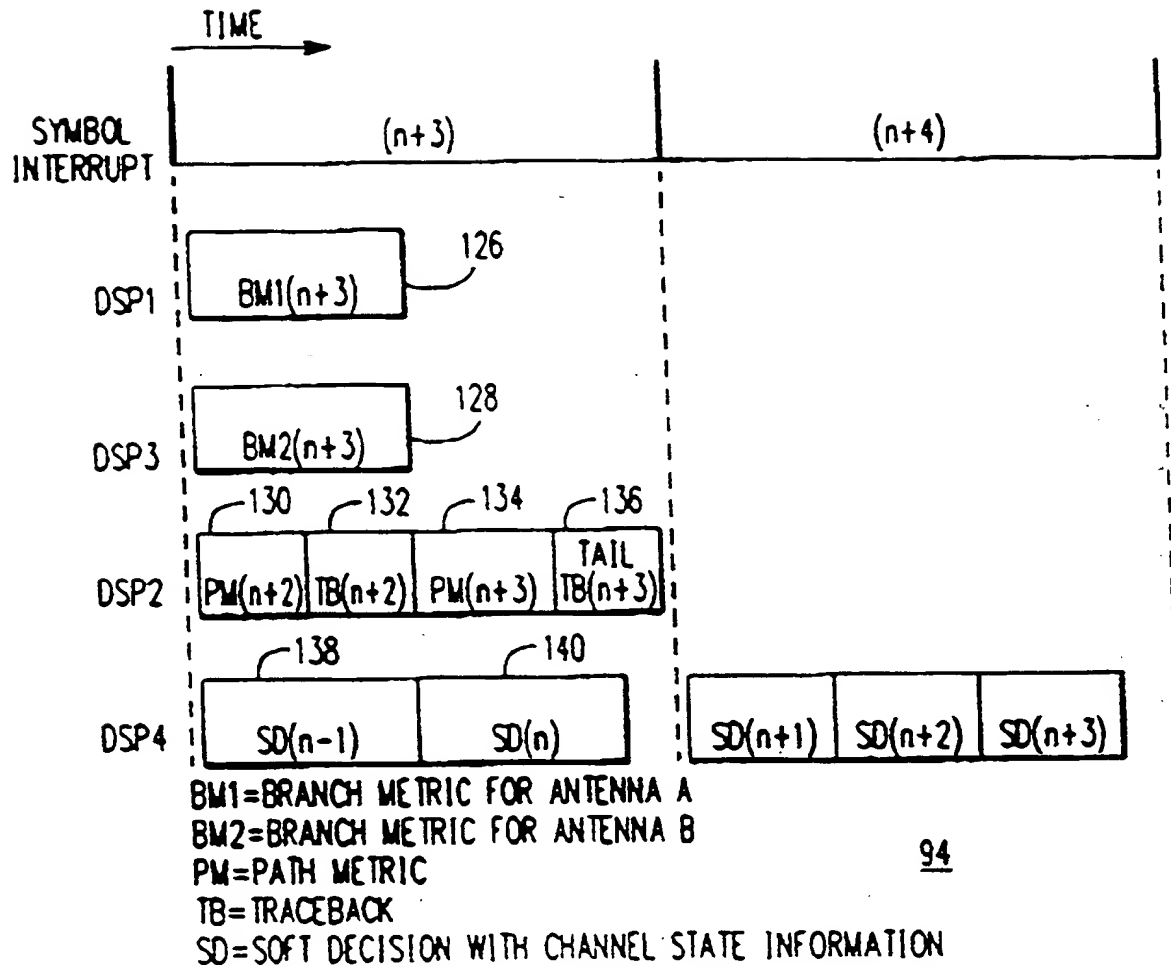 TIME
SYMBOL
INTERRUPT
(n+3)
(n+4)
126
DSP1
BM1(n+3)
128
DSP3
BM2(n+3)
130
132
134
136
DSP2
PM(n+2)
TB(n+2)
PM(n+3)
TAIL
TB(n+3)
138
140
DSP4
SD(n-1)
SD(n)
SD(n+1)
SD(n+2)
SD(n+3)
BM1=BRANCH METRIC FOR ANTENNA A
BM2=BRANCH METRIC FOR ANTENNA B
PM=PATH METRIC
TB=TRACEBACK
SD=SOFT DECISION WITH CHANNEL STATE INFORMATION
94